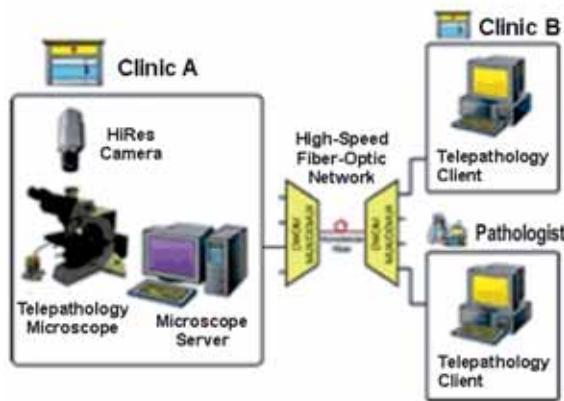 Clinic A
HiRes
Camera
Telepathology
Microscope
Microscope
Server
High-Speed
Fiber-Optic
Network
Clinic B
Telepathology
Client
Pathologist
Telepathology
Client